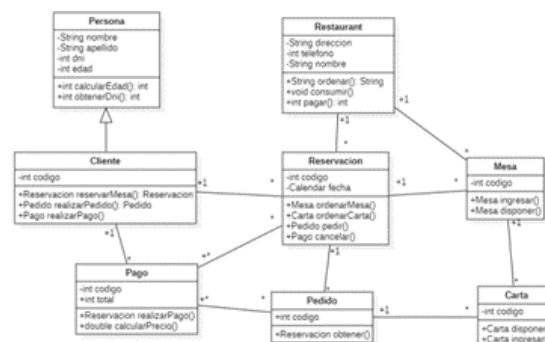 Persona
-String nombre
-String apellido
-int dni
-int edad
+int calcularEdad(): int
+int obtenerDni(): int
Restaurant
-String direccion
-int telefono
-String nombre
+String ordenar(): String
+void consumir()
+int pagar(): int
+1
+1
*
*
Cliente
-int codigo
+Reservacion reservarMesa(): Reservacion
+Pedido realizarPedido(): Pedido
+Pago realizarPago()
+1
*
+1
*
Reservacion
-int codigo
-Calendar fecha
+Mesa ordenarMesa()
+Carta ordenarCarta()
+Pedido pedir()
+Pago cancelar()
+1
*
*
+*
+1
*
Mesa
-int codigo
+Mesa ingresar()
+Mesa disponer()
+1
*
Pago
-int codigo
+int total
+Reservacion realizarPago()
+double calcularPrecio()
+*
*
Pedido
+int codigo
+Reservacion obtener()
+1
*
Carta
-int codigo
+Carta disponer
+Carta ingresar